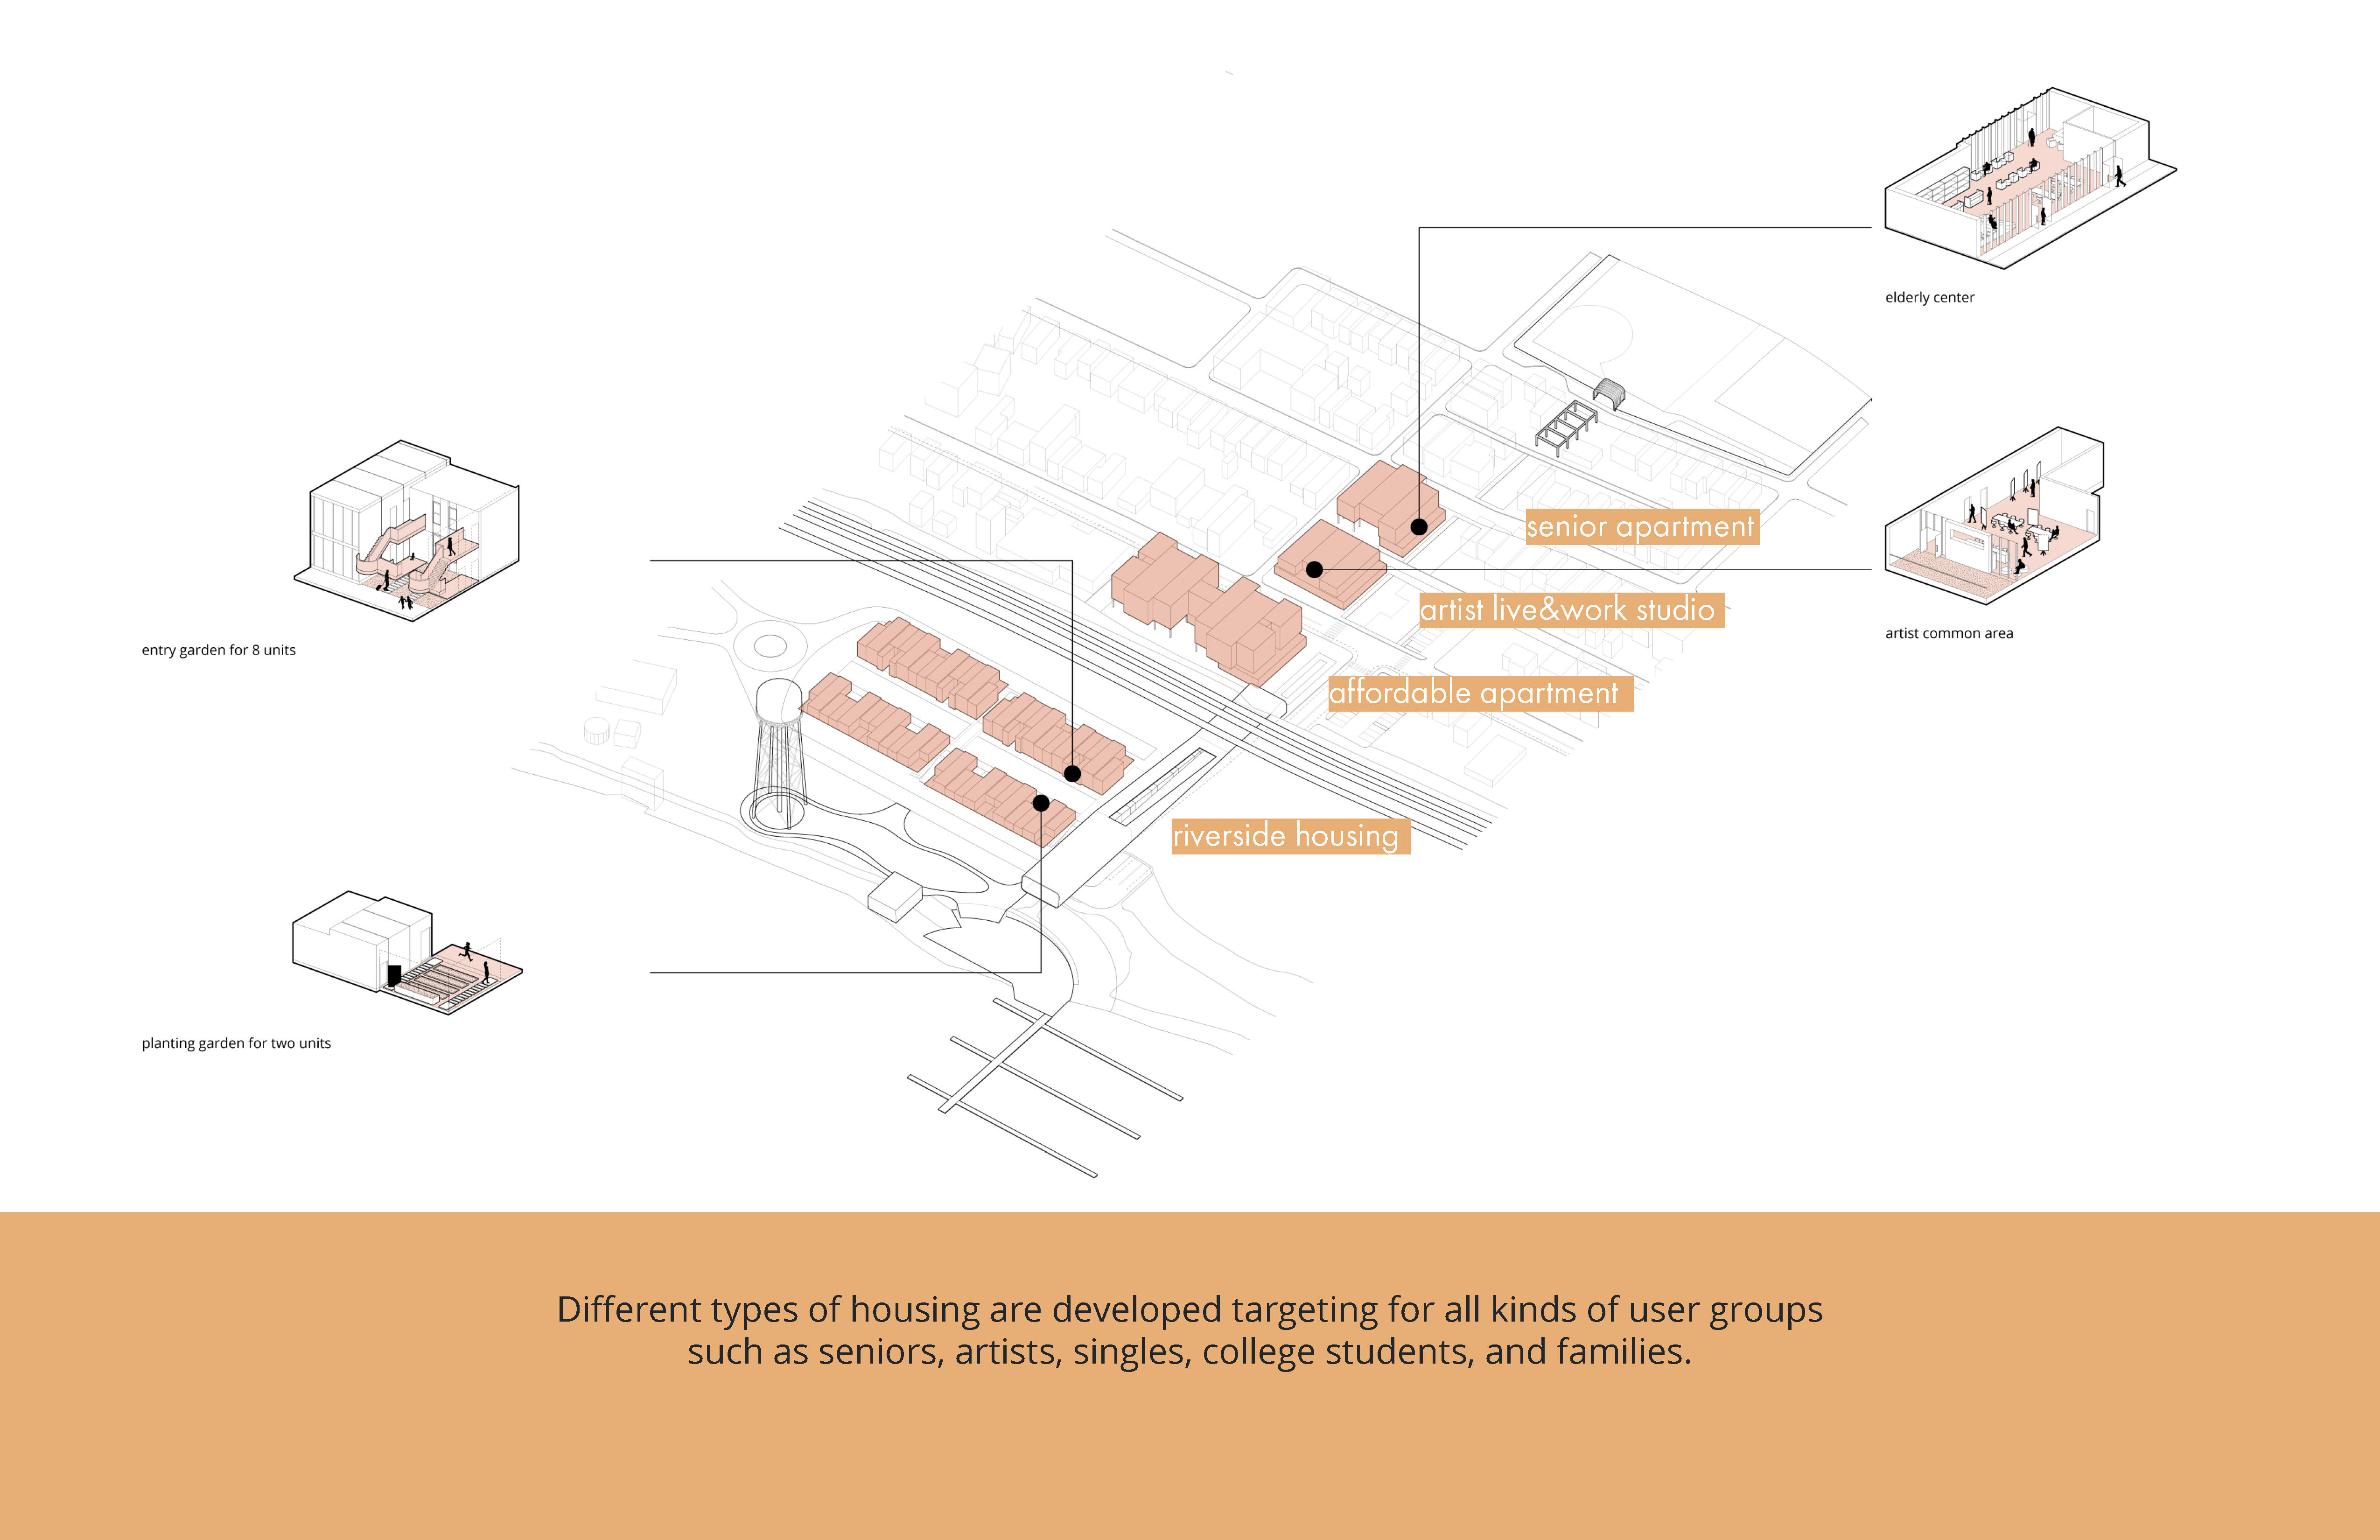 elderly center
senior apartment
artist live&work studio
artist common area
entry garden for 8 units
affordable apartment
riverside housing
planting garden for two units
Different types of housing are developed targeting for all kinds of user groups
such as seniors, artists, singles, college students, and families.